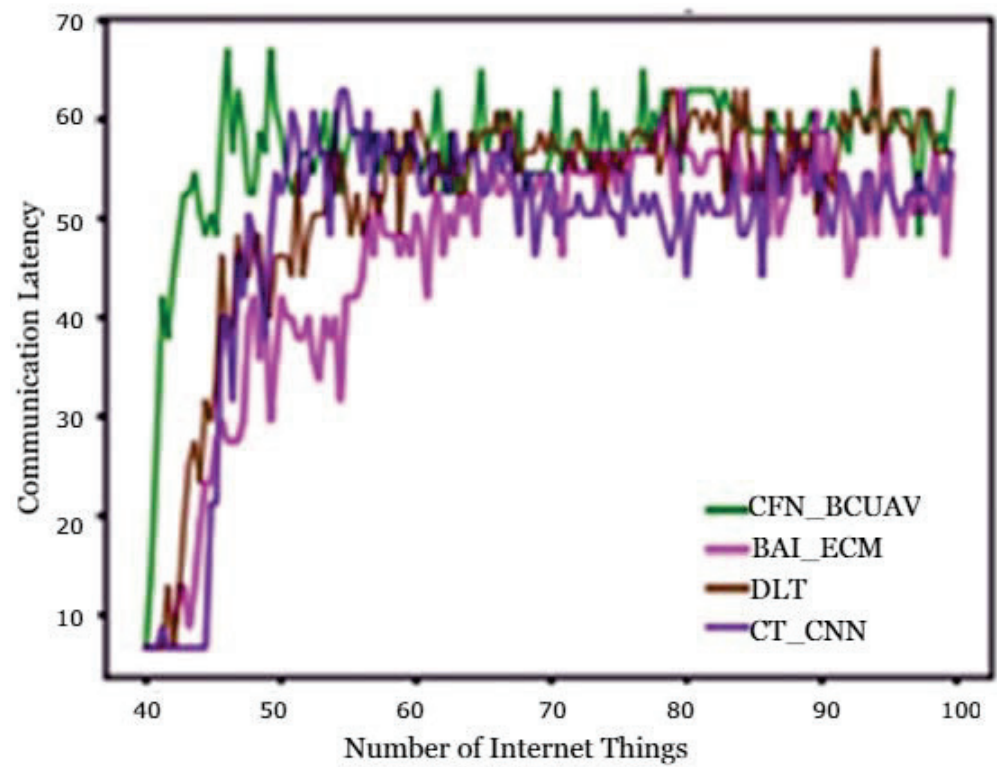 70
60
50
40
30
20
10
Communication Latency
CFN_BCUAV
BAI_ECM
DLT
CT_CNN
40 50 60 70 80 90 100
Number of Internet Things